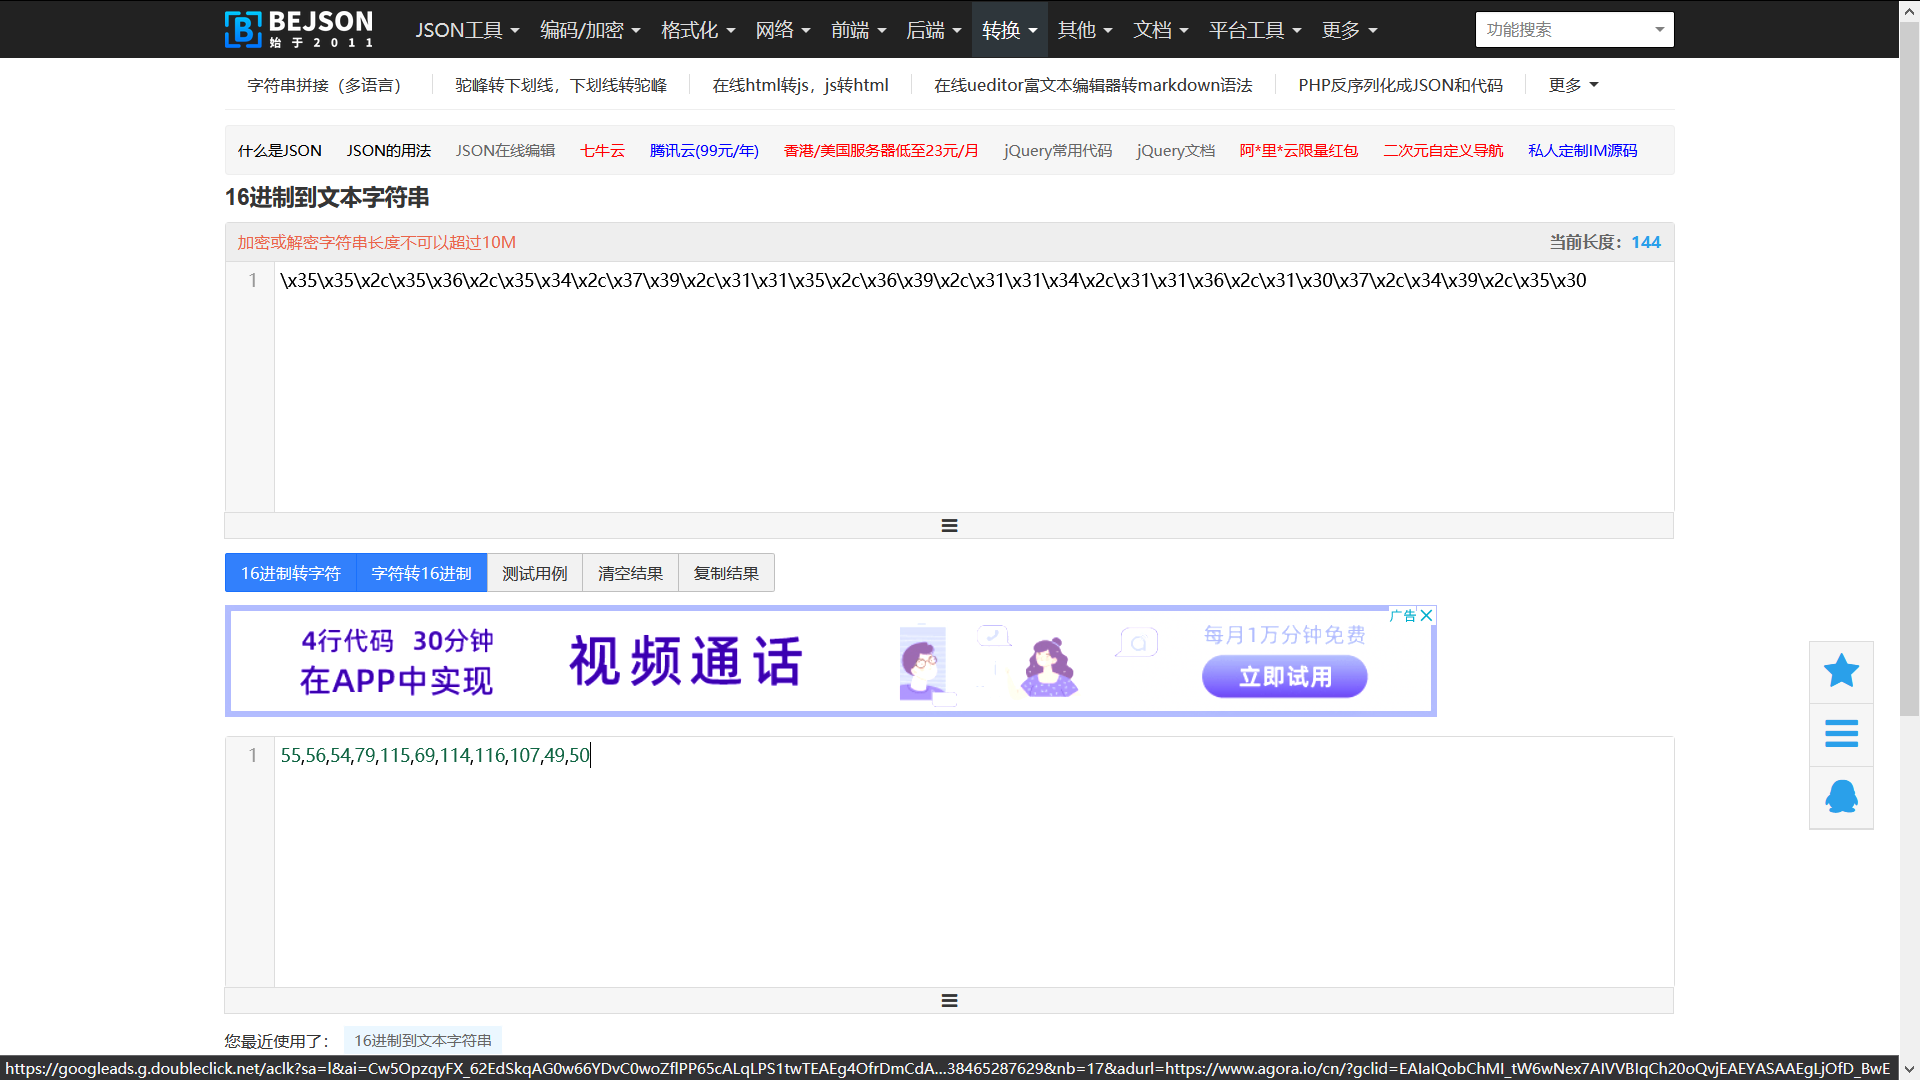 BEJSON
始于2011
JSON工具 编码/加密 格式化 网络 前端 后端 转换 其他 文档 平台工具 更多 功能搜索
字符串拼接（多语言） 驼峰转下划线，下划线转驼峰 在线html转js，js转html 在线ueditor富文本编辑器转markdown语法 PHP反序列化成JSON和代码 更多
什么是JSON JSON的用法 JSON在线编辑 七牛云 腾讯云(99元/年) 香港/美国服务器低至23元/月 jQuery常用代码 jQuery文档 阿*里*云限量红包 二次元自定义导航 私人定制IM源码
16进制到文本字符串
加密或解密字符串长度不可以超过10M 当前长度：144
1 \x35\x35\x2c\x35\x36\x2c\x35\x34\x2c\x37\x39\x2c\x31\x31\x35\x2c\x36\x39\x2c\x31\x31\x34\x2c\x31\x31\x36\x2c\x31\x30\x37\x2c\x34\x39\x2c\x35\x30
16进制转字符 字符转16进制 测试用例 清空结果 复制结果
广告
4行代码 30分钟
在APP中实现
视频通话
每月1万分钟免费
立即试用
1 55,56,54,79,115,69,114,116,107,49,50
您最近使用了： 16进制到文本字符串
https://googleads.g.doubleclick.net/aclk?sa=l&ai=Cw5OpzqyFX_62EdSkqAG0w66YDvC0woZflPP65cALqLPS1twTEAEg4OfrDmCdA...38465287629&nb=17&adurl=https://www.agora.io/cn/?gclid=EAIaIQobChMI_tW6wNex7AIVVBIqCh20oQvjEAEYASAAEgLjOfD_BwE